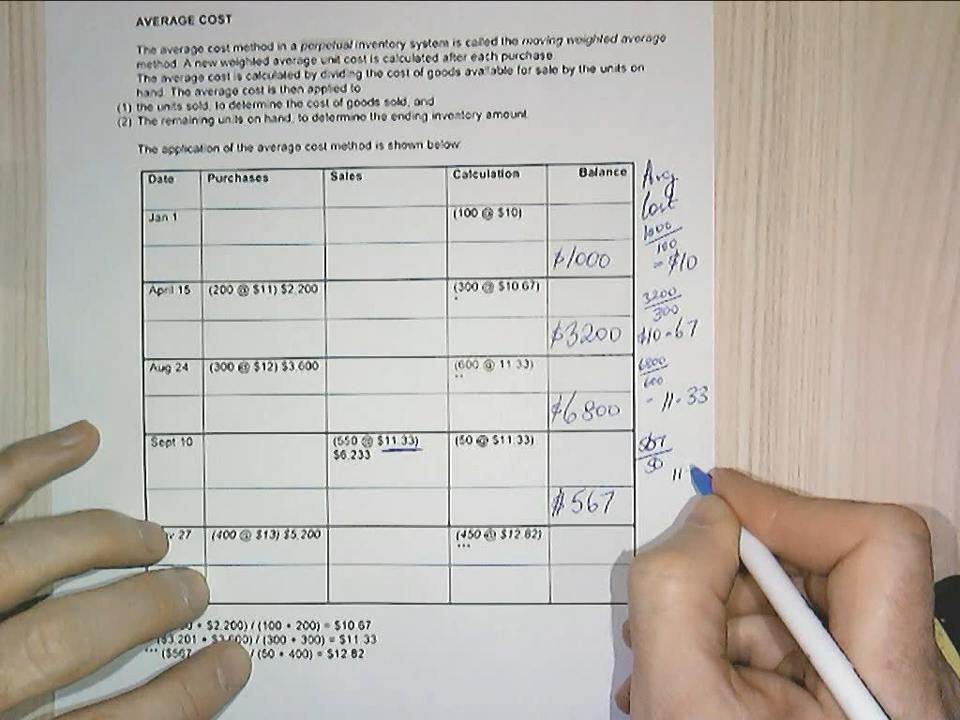 AVERAGE COST
The average cost method in a perpetual inventory system is called the moving weighted average
method. A new weighted average unit cost is calculated after each purchase.
The average cost is calculated by dividing the cost of goods available for sale by the units on
hand. The average cost is then applied to
(1) the units sold, to determine the cost of goods sold, and
(2) The remaining units on hand, to determine the ending inventory amount.
The application of the average cost method is shown below:
Date Purchases Sales Calculation Balance Avg
Cost
Jan 1 (100 @ $10) 1000
100
$1000 = $10
April 15 (200 @ $11) $2,200 (300 @ $10.67) 3200
* 300
$3200 $10-67
Aug 24 (300 @ $12) $3,600 (600 @ 11.33) 6800
** 600
$6800 = 11-33
Sept 10 (550 @ $11.33) (50 @ $11.33) 567
$6,233 50
11
$567
v 27 (400 @ $13) $5,200 (450 @ $12.82)
***
+ $2,200) / (100 + 200) = $10.67
($3,201 + $3,600) / (300 + 300) = $11.33
*** ($567 / (50 + 400) = $12.82